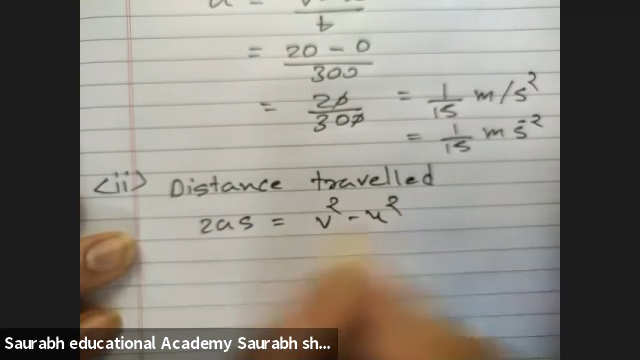 = 20 - 0 / 300
= 20 / 300 = 1/15 m/s²
= 1/15 m s⁻²
<ii> Distance travelled
2as = v² - u²
Saurabh educational Academy Saurabh sh...